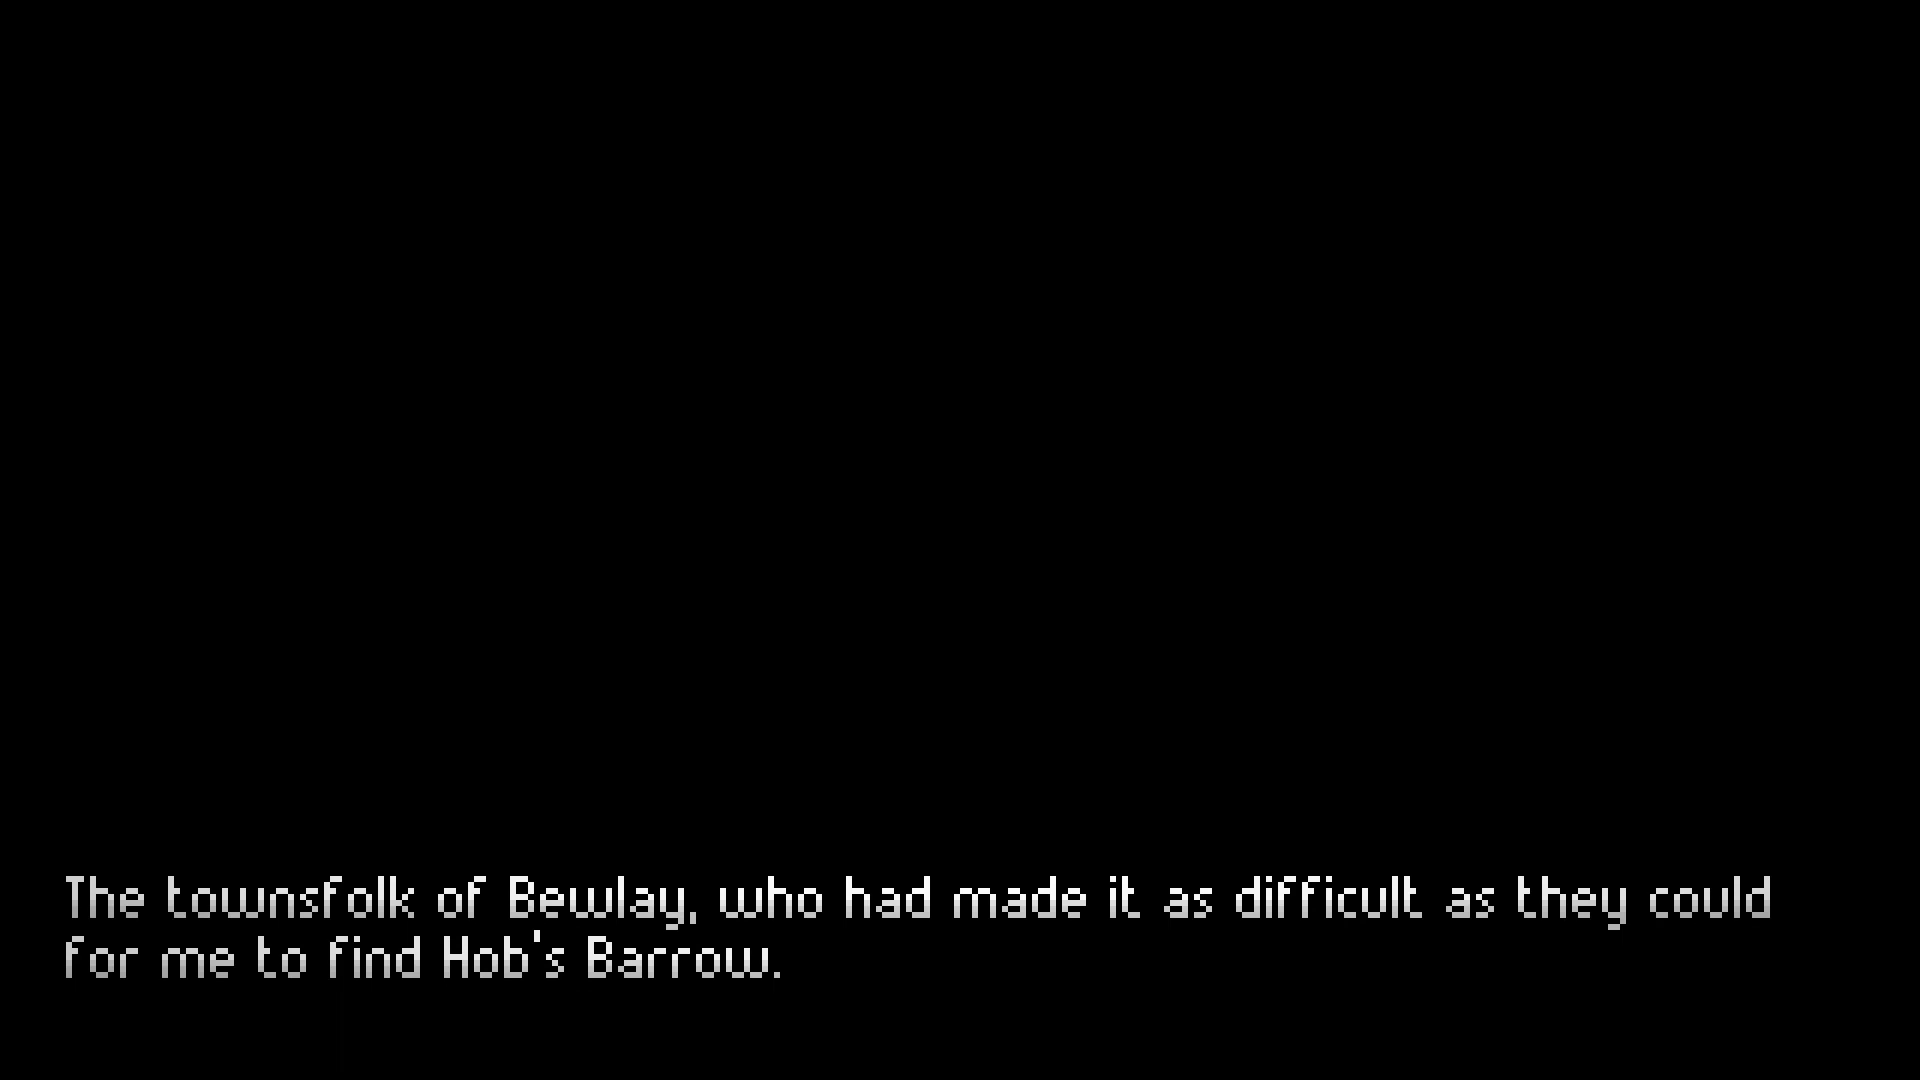 The townsfolk of Bewlay, who had made it as difficult as they could
for me to find Hob's Barrow.